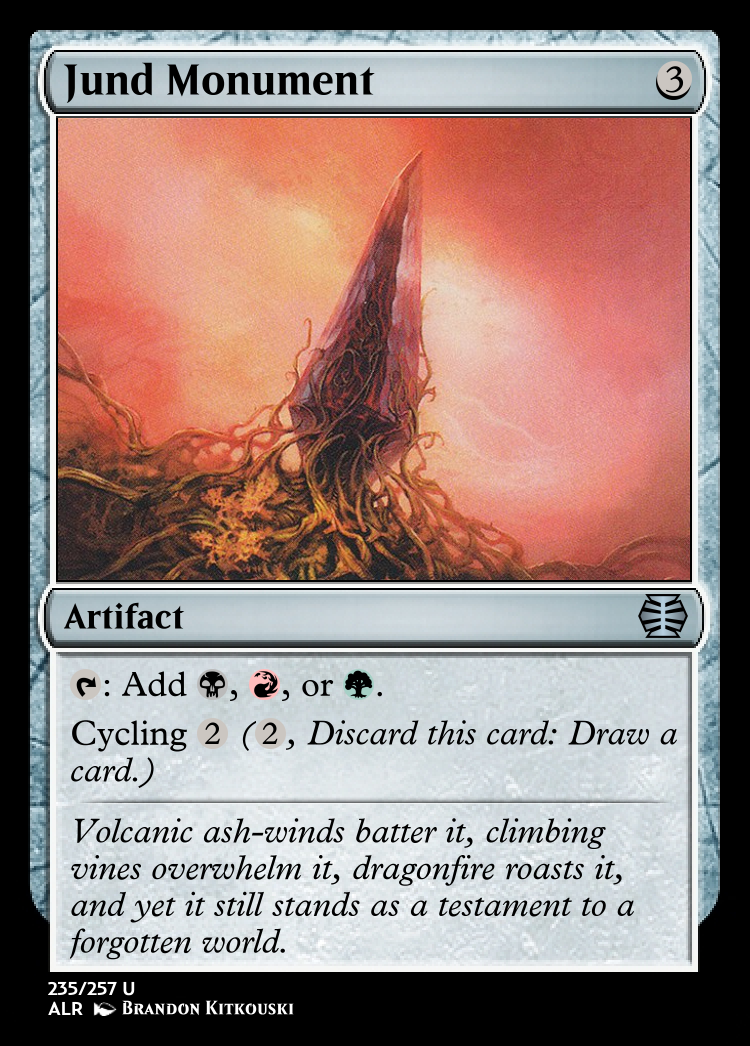 Jund Monument 3
Artifact
: Add , , or .
Cycling 2 (2, Discard this card: Draw a
card.)
Volcanic ash-winds batter it, climbing
vines overwhelm it, dragonfire roasts it,
and yet it still stands as a testament to a
forgotten world.
235/257 U
ALR Brandon Kitkouski